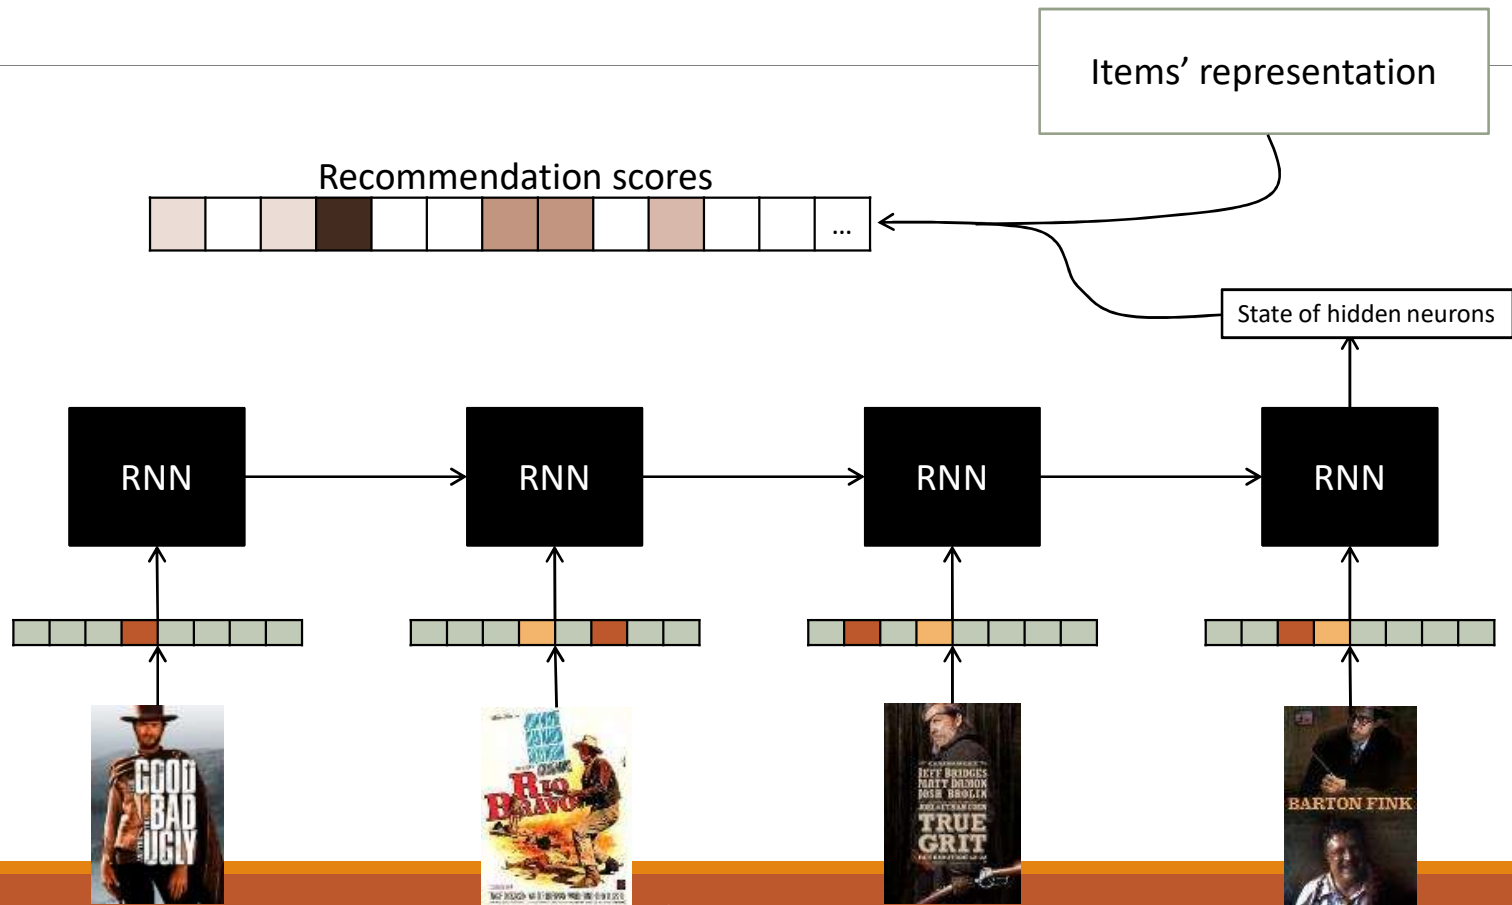 Items’ representation
Recommendation scores
...
State of hidden neurons
RNN
RNN
RNN
RNN
GOOD
BAD
UGLY
RIO
BRAVO
JEFF BRIDGES
MATT DAMON
JOSH BROLIN
TRUE
GRIT
BARTON FINK